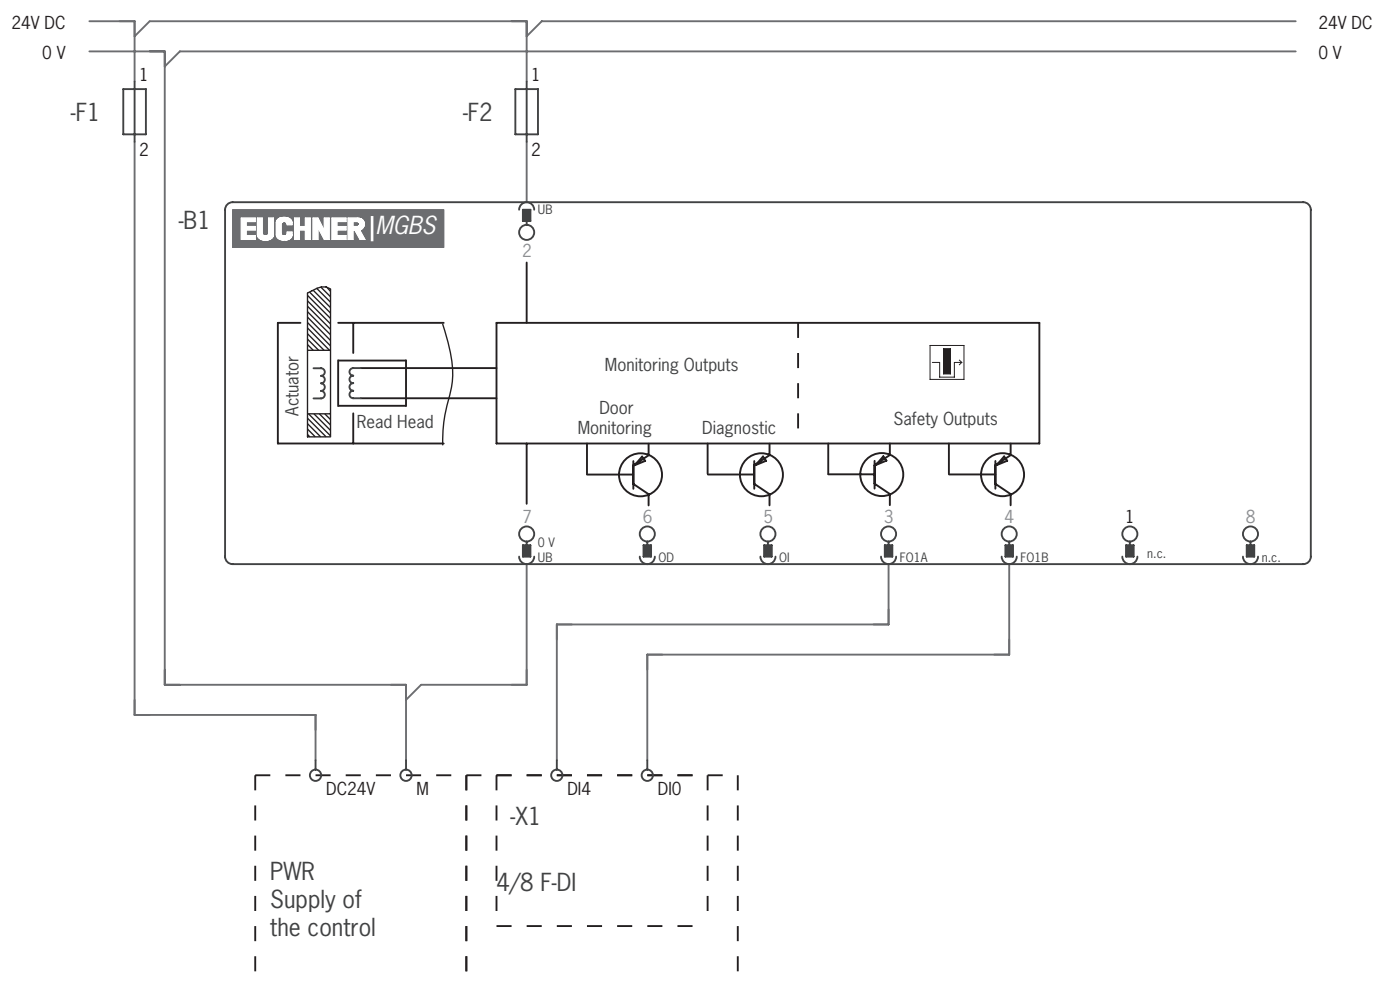 24V DC
24V DC
0 V
0 V
1
1
-F1
-F2
2
2
-B1
EUCHNER|MGBS
UB
2
Actuator
Read Head
Monitoring Outputs
Door
Monitoring
Diagnostic
Safety Outputs
7
6
5
3
4
1
8
0 V
UB
OD
OI
FO1A
FO1B
n.c.
n.c.
DC24V
M
DI4
DI0
-X1
4/8 F-DI
PWR
Supply of
the control